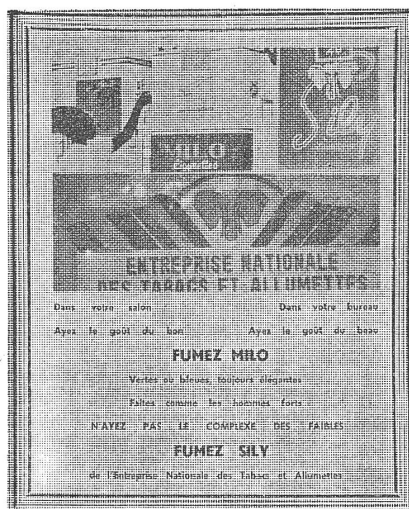 MILO
Sily
ENTREPRISE NATIONALE
DES TABACS ET ALLUMETTES
Dans votre salon Dans votre bureau
Ayez le goût du bon Ayez le goût du beau
FUMEZ MILO
Vertes ou bleues, toujours élégantes
Faites comme les hommes forts :
N'AYEZ PAS LE COMPLEXE DES FAIBLES
FUMEZ SILY
de l'Entreprise Nationale des Tabacs et Allumettes